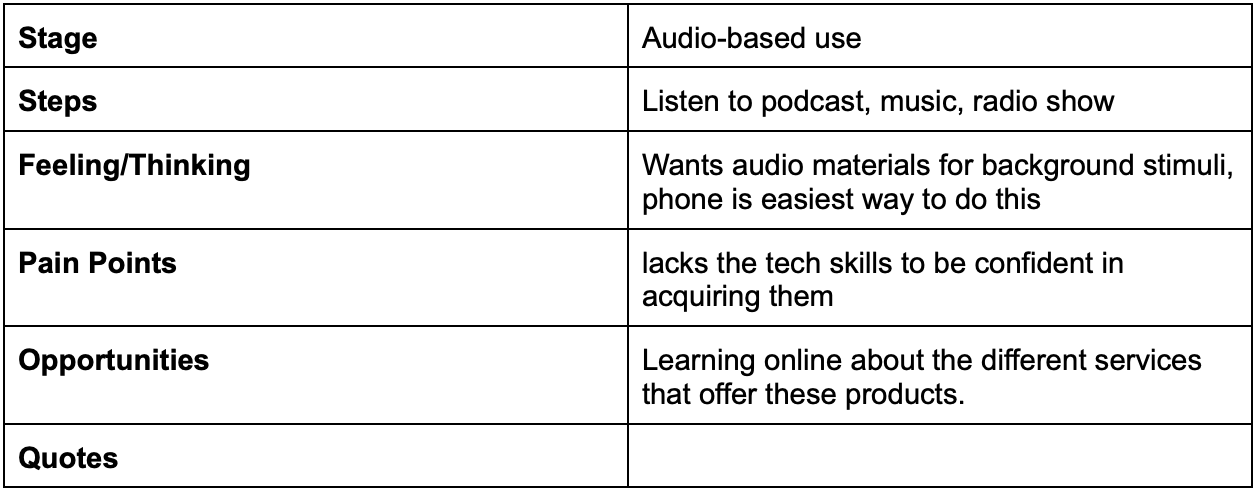 Stage
Audio-based use
Steps
Listen to podcast, music, radio show
Feeling/Thinking
Wants audio materials for background stimuli,
phone is easiest way to do this
Pain Points
lacks the tech skills to be confident in
acquiring them
Opportunities
Learning online about the different services
that offer these products.
Quotes